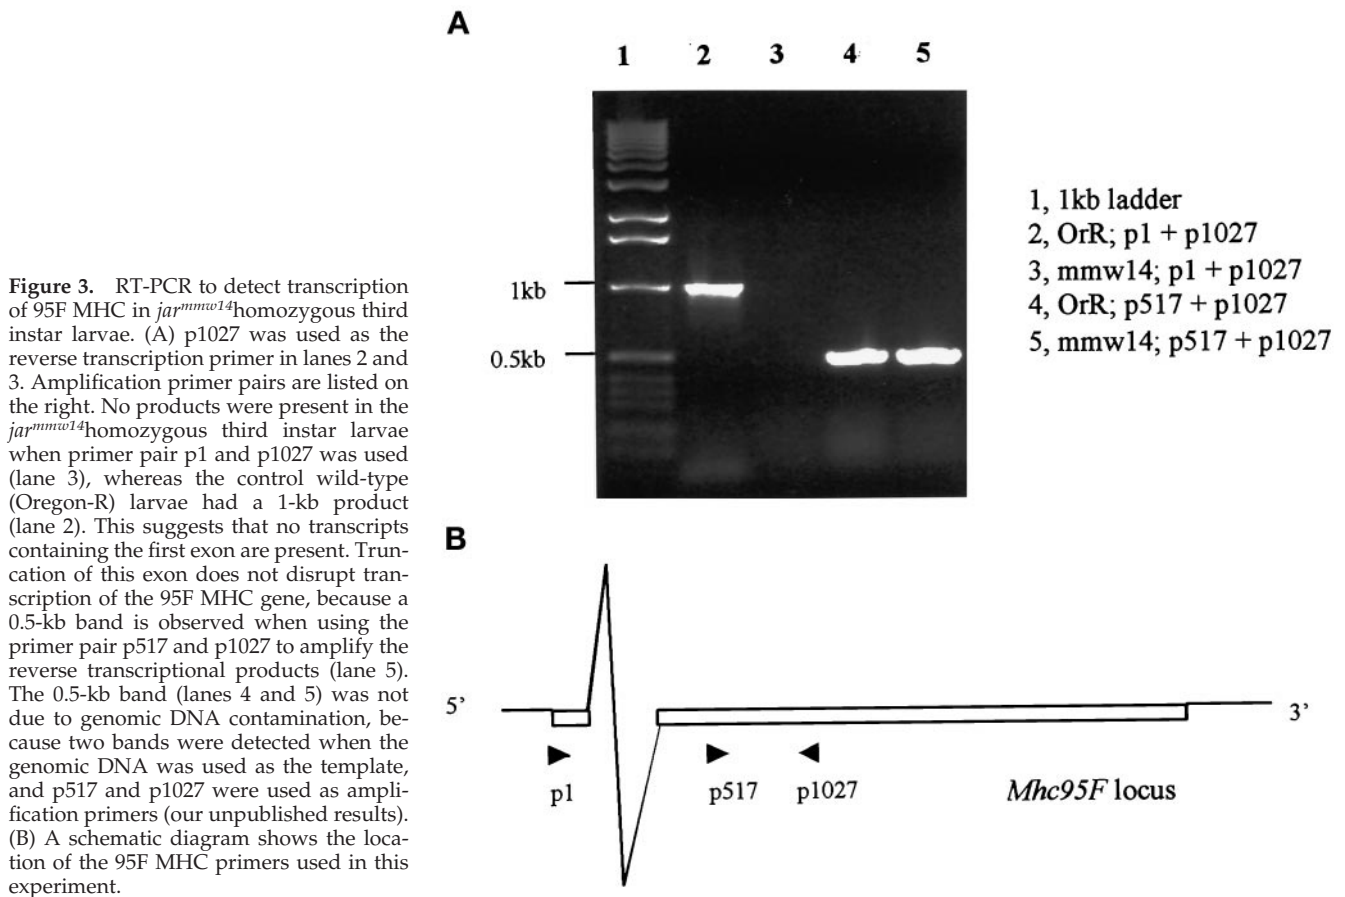 Figure 3. RT-PCR to detect transcription
of 95F MHC in jarmmw14homozygous third
instar larvae. (A) p1027 was used as the
reverse transcription primer in lanes 2 and
3. Amplification primer pairs are listed on
the right. No products were present in the
jarmmw14homozygous third instar larvae
when primer pair p1 and p1027 was used
(lane 3), whereas the control wild-type
(Oregon-R) larvae had a 1-kb product
(lane 2). This suggests that no transcripts
containing the first exon are present. Trun-
cation of this exon does not disrupt tran-
scription of the 95F MHC gene, because a
0.5-kb band is observed when using the
primer pair p517 and p1027 to amplify the
reverse transcriptional products (lane 5).
The 0.5-kb band (lanes 4 and 5) was not
due to genomic DNA contamination, be-
cause two bands were detected when the
genomic DNA was used as the template,
and p517 and p1027 were used as ampli-
fication primers (our unpublished results).
(B) A schematic diagram shows the loca-
tion of the 95F MHC primers used in this
experiment.
A
1 2 3 4 5
1kb
0.5kb
1, 1kb ladder
2, OrR; p1 + p1027
3, mmw14; p1 + p1027
4, OrR; p517 + p1027
5, mmw14; p517 + p1027
B
5’ 3’
p1 p517 p1027 Mhc95F locus